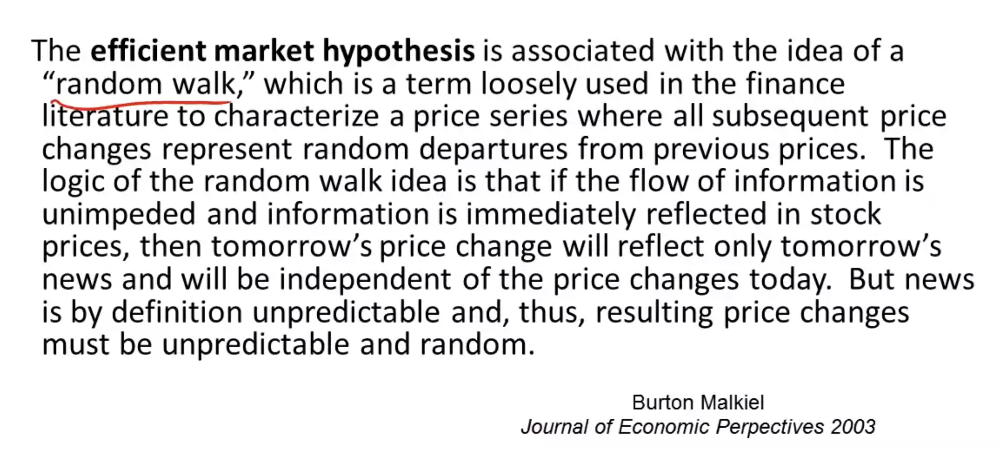 The efficient market hypothesis is associated with the idea of a
“random walk,” which is a term loosely used in the finance
literature to characterize a price series where all subsequent price
changes represent random departures from previous prices.  The
logic of the random walk idea is that if the flow of information is
unimpeded and information is immediately reflected in stock
prices, then tomorrow’s price change will reflect only tomorrow’s
news and will be independent of the price changes today.  But news
is by definition unpredictable and, thus, resulting price changes
must be unpredictable and random.
Burton Malkiel
Journal of Economic Perpectives 2003